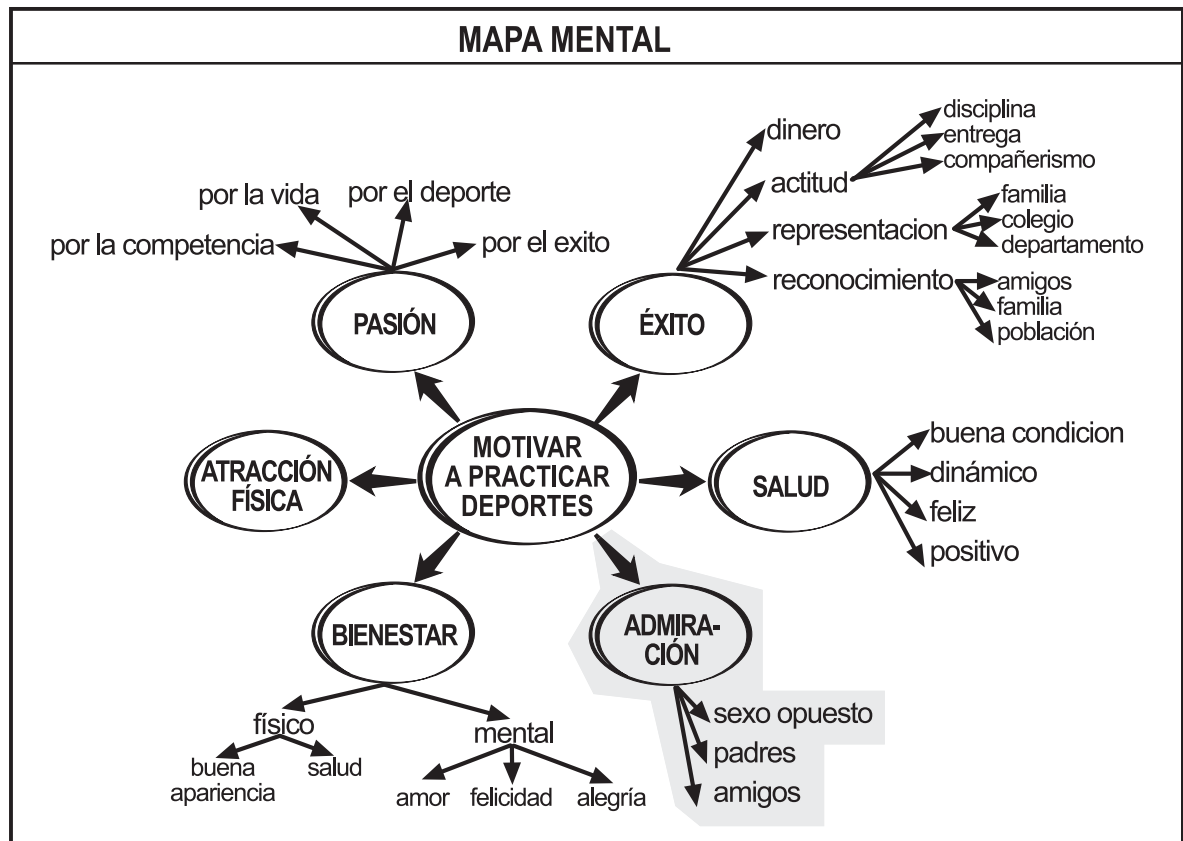 MAPA MENTAL
por la vida
por el deporte
por la competencia
por el exito
PASIÓN
dinero
actitud
disciplina
entrega
compañerismo
representacion
familia
colegio
departamento
reconocimiento
amigos
familia
población
ÉXITO
MOTIVAR
A PRACTICAR
DEPORTES
ATRACCIÓN
FÍSICA
SALUD
buena condicion
dinámico
feliz
positivo
BIENESTAR
físico
buena
apariencia
salud
mental
amor
felicidad
alegría
ADMIRA-
CIÓN
sexo opuesto
padres
amigos